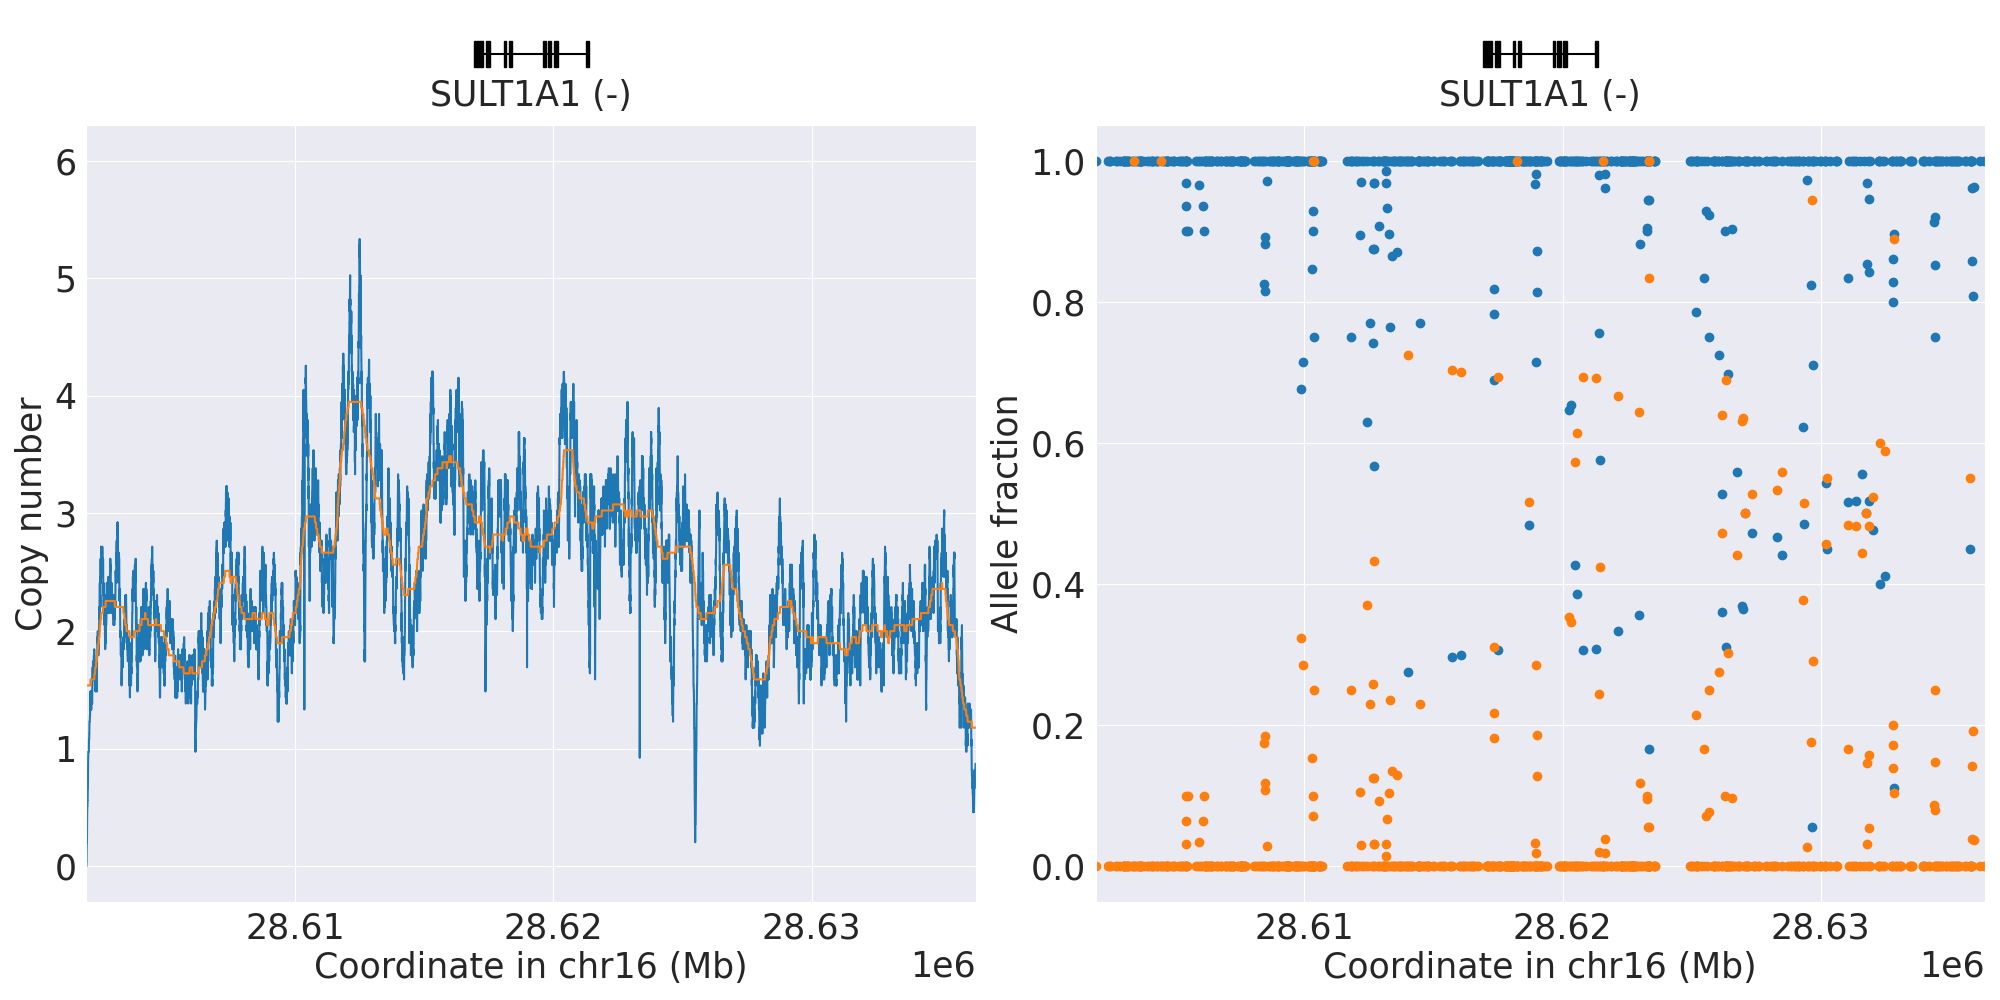 SULT1A1 (-)
Copy number
6
5
4
3
2
1
0
28.61
28.62
28.63
Coordinate in chr16 (Mb)
1e6
SULT1A1 (-)
Allele fraction
1.0
0.8
0.6
0.4
0.2
0.0
28.61
28.62
28.63
Coordinate in chr16 (Mb)
1e6